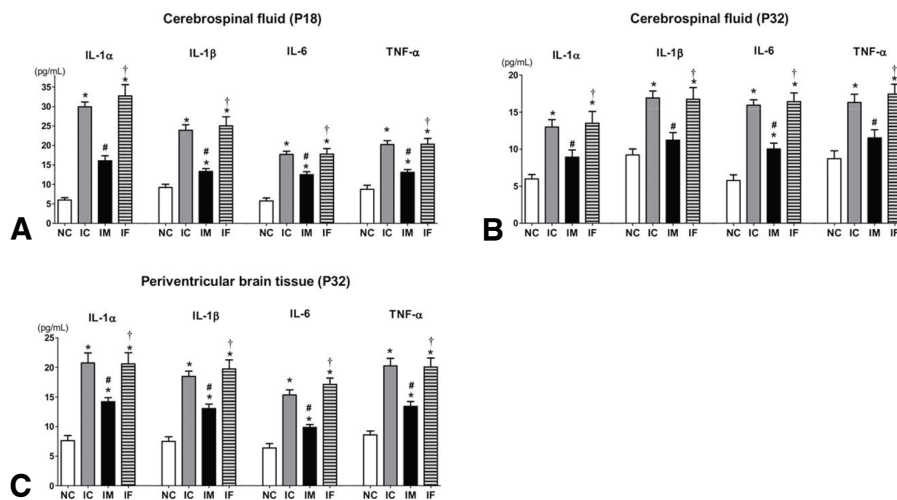 Cerebrospinal fluid (P18)
IL-1α IL-1β IL-6 TNF-α
(pg/mL)
35
30
25
20
15
10
5
0
* # † *
* # * † *
* # * † *
* # * † *
NC IC IM IF NC IC IM IF NC IC IM IF NC IC IM IF
A
Cerebrospinal fluid (P32)
IL-1α IL-1β IL-6 TNF-α
(pg/mL)
20
15
10
5
0
* # † *
* # † *
* # * † *
* # † *
NC IC IM IF NC IC IM IF NC IC IM IF NC IC IM IF
B
Periventricular brain tissue (P32)
IL-1α IL-1β IL-6 TNF-α
(pg/mL)
25
20
15
10
5
0
* # * † *
* # * † *
* # * † *
* # * † *
NC IC IM IF NC IC IM IF NC IC IM IF NC IC IM IF
C